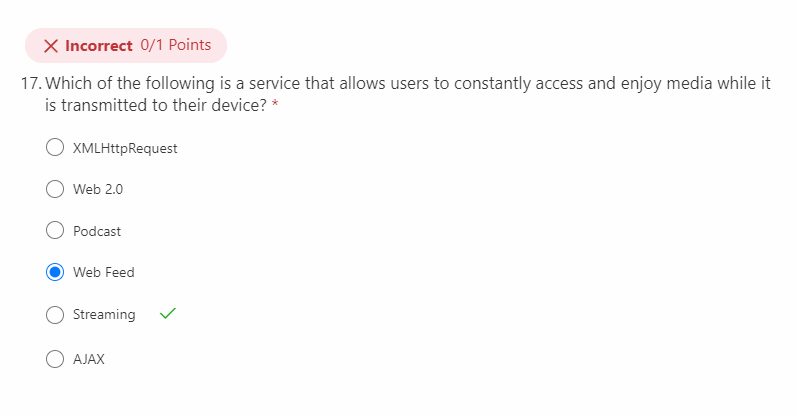 Incorrect 0/1 Points
17. Which of the following is a service that allows users to constantly access and enjoy media while it
is transmitted to their device? *
XMLHttpRequest
Web 2.0
Podcast
Web Feed
Streaming
AJAX